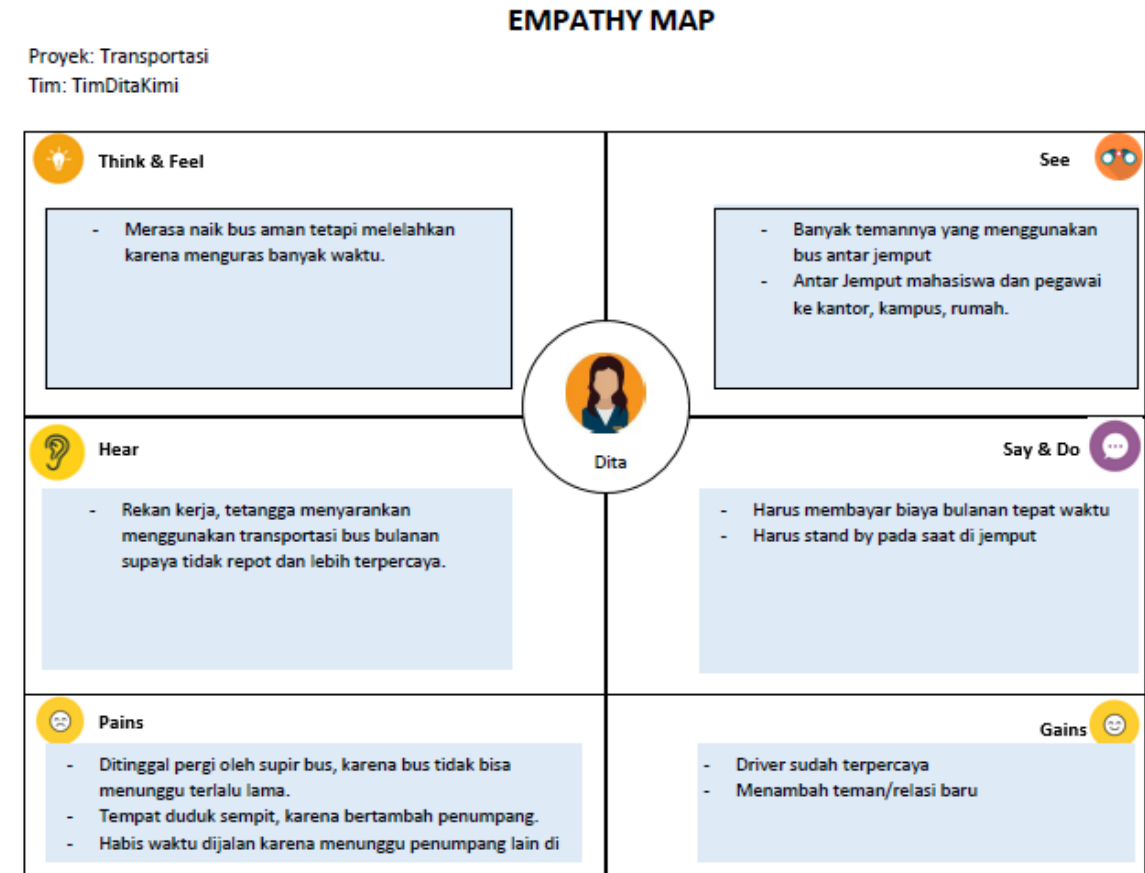 EMPATHY MAP
Proyek: Transportasi
Tim: TimDitaKimi
Think & Feel
- Merasa naik bus aman tetapi melelahkan
karena menguras banyak waktu.
See
- Banyak temannya yang menggunakan
bus antar jemput
- Antar Jemput mahasiswa dan pegawai
ke kantor, kampus, rumah.
Dita
Hear
- Rekan kerja, tetangga menyarankan
menggunakan transportasi bus bulanan
supaya tidak repot dan lebih terpercaya.
Say & Do
- Harus membayar biaya bulanan tepat waktu
- Harus stand by pada saat di jemput
Pains
- Ditinggal pergi oleh supir bus, karena bus tidak bisa
menunggu terlalu lama.
- Tempat duduk sempit, karena bertambah penumpang.
- Habis waktu dijalan karena menunggu penumpang lain di
Gains
- Driver sudah terpercaya
- Menambah teman/relasi baru